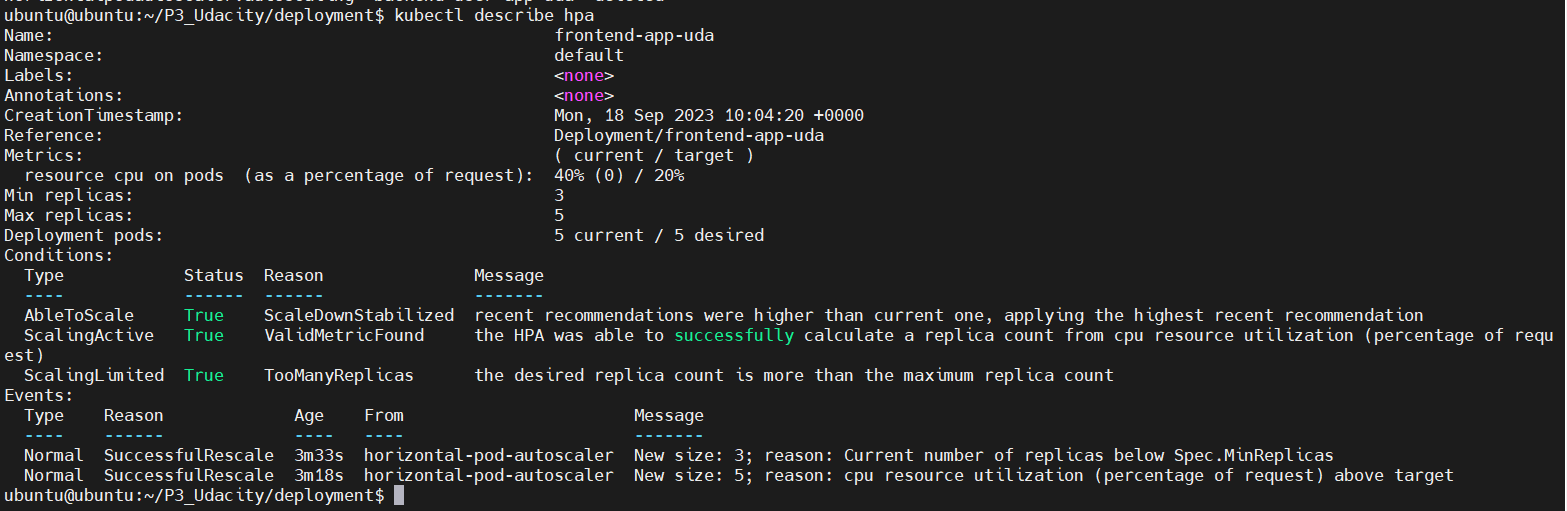 ubuntu@ubuntu:~/P3_Udacity/deployment$ kubectl describe hpa
Name: frontend-app-uda
Namespace: default
Labels: <none>
Annotations: <none>
CreationTimestamp: Mon, 18 Sep 2023 10:04:20 +0000
Reference: Deployment/frontend-app-uda
Metrics: ( current / target )
  resource cpu on pods  (as a percentage of request): 40% (0) / 20%
Min replicas: 3
Max replicas: 5
Deployment pods: 5 current / 5 desired
Conditions:
  Type            Status  Reason               Message
  ----            ------  ------               -------
  AbleToScale     True    ScaleDownStabilized  recent recommendations were higher than current one, applying the highest recent recommendation
  ScalingActive   True    ValidMetricFound     the HPA was able to successfully calculate a replica count from cpu resource utilization (percentage of requ
est)
  ScalingLimited  True    TooManyReplicas      the desired replica count is more than the maximum replica count
Events:
  Type    Reason             Age    From                       Message
  ----    ------             ----   ----                       -------
  Normal  SuccessfulRescale  3m33s  horizontal-pod-autoscaler  New size: 3; reason: Current number of replicas below Spec.MinReplicas
  Normal  SuccessfulRescale  3m18s  horizontal-pod-autoscaler  New size: 5; reason: cpu resource utilization (percentage of request) above target
ubuntu@ubuntu:~/P3_Udacity/deployment$